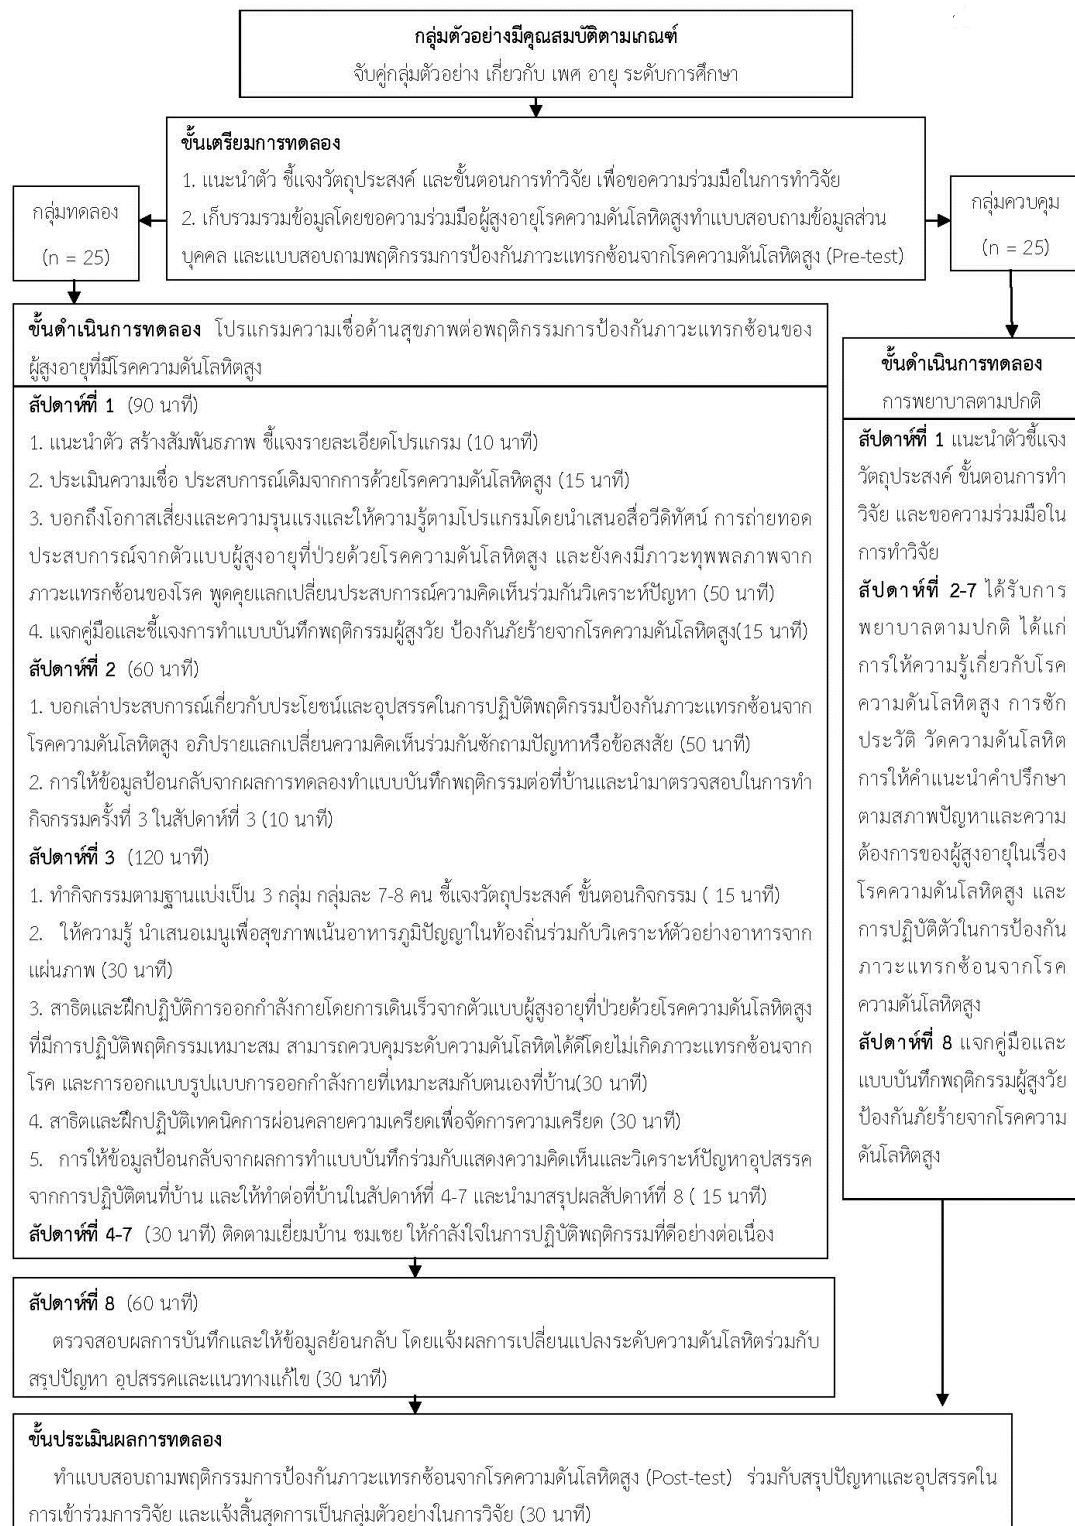 กลุ่มตัวอย่างมีคุณสมบัติตามเกณฑ์
จับคู่กลุ่มตัวอย่าง เกี่ยวกับ เพศ อายุ ระดับการศึกษา
ขั้นเตรียมการทดลอง
1. แนะนำตัว ชี้แจงวัตถุประสงค์ และขั้นตอนการทำวิจัย เพื่อขอความร่วมมือในการทำวิจัย
2. เก็บรวมรวมข้อมูลโดยขอความร่วมมือผู้สูงอายุโรคความดันโลหิตสูงทำแบบสอบถามข้อมูลส่วน
บุคคล และแบบสอบถามพฤติกรรมการป้องกันภาวะแทรกซ้อนจากโรคความดันโลหิตสูง (Pre-test)
กลุ่มทดลอง
(n = 25)
กลุ่มควบคุม
(n = 25)
ขั้นดำเนินการทดลอง โปรแกรมความเชื่อด้านสุขภาพต่อพฤติกรรมการป้องกันภาวะแทรกซ้อนของ
ผู้สูงอายุที่มีโรคความดันโลหิตสูง
สัปดาห์ที่ 1 (90 นาที)
1. แนะนำตัว สร้างสัมพันธภาพ ชี้แจงรายละเอียดโปรแกรม (10 นาที)
2. ประเมินความเชื่อ ประสบการณ์เดิมจากการด้วยโรคความดันโลหิตสูง (15 นาที)
3. บอกถึงโอกาสเสี่ยงและความรุนแรงและให้ความรู้ตามโปรแกรมโดยนำเสนอสื่อวีดิทัศน์ การถ่ายทอด
ประสบการณ์จากตัวแบบผู้สูงอายุที่ป่วยด้วยโรคความดันโลหิตสูง และยังคงมีภาวะทุพพลภาพจาก
ภาวะแทรกซ้อนของโรค พูดคุยแลกเปลี่ยนประสบการณ์ความคิดเห็นร่วมกันวิเคราะห์ปัญหา (50 นาที)
4. แจกคู่มือและชี้แจงการทำแบบบันทึกพฤติกรรมผู้สูงวัย ป้องกันภัยร้ายจากโรคความดันโลหิตสูง(15 นาที)
สัปดาห์ที่ 2 (60 นาที)
1. บอกเล่าประสบการณ์เกี่ยวกับประโยชน์และอุปสรรคในการปฏิบัติพฤติกรรมป้องกันภาวะแทรกซ้อนจาก
โรคความดันโลหิตสูง อภิปรายแลกเปลี่ยนความคิดเห็นร่วมกันซักถามปัญหาหรือข้อสงสัย (50 นาที)
2. การให้ข้อมูลป้อนกลับจากผลการทดลองทำแบบบันทึกพฤติกรรมต่อที่บ้านและนำมาตรวจสอบในการทำ
กิจกรรมครั้งที่ 3 ในสัปดาห์ที่ 3 (10 นาที)
สัปดาห์ที่ 3 (120 นาที)
1. ทำกิจกรรมตามฐานแบ่งเป็น 3 กลุ่ม กลุ่มละ 7-8 คน ชี้แจงวัตถุประสงค์ ขั้นตอนกิจกรรม ( 15 นาที)
2. ให้ความรู้ นำเสนอเมนูเพื่อสุขภาพเน้นอาหารภูมิปัญญาในท้องถิ่นร่วมกับวิเคราะห์ตัวอย่างอาหารจาก
แผ่นภาพ (30 นาที)
3. สาธิตและฝึกปฏิบัติการออกกำลังกายโดยการเดินเร็วจากตัวแบบผู้สูงอายุที่ป่วยด้วยโรคความดันโลหิตสูง
ที่มีการปฏิบัติพฤติกรรมเหมาะสม สามารถควบคุมระดับความดันโลหิตได้ดีโดยไม่เกิดภาวะแทรกซ้อนจาก
โรค และการออกแบบรูปแบบการออกกำลังกายที่เหมาะสมกับตนเองที่บ้าน(30 นาที)
4. สาธิตและฝึกปฏิบัติเทคนิคการผ่อนคลายความเครียดเพื่อจัดการความเครียด (30 นาที)
5. การให้ข้อมูลป้อนกลับจากผลการทำแบบบันทึกร่วมกับแสดงความคิดเห็นและวิเคราะห์ปัญหาอุปสรรค
จากการปฏิบัติตนที่บ้าน และให้ทำต่อที่บ้านในสัปดาห์ที่ 4-7 และนำมาสรุปผลสัปดาห์ที่ 8 ( 15 นาที)
สัปดาห์ที่ 4-7 (30 นาที) ติดตามเยี่ยมบ้าน ชมเชย ให้กำลังใจในการปฏิบัติพฤติกรรมที่ดีอย่างต่อเนื่อง
ขั้นดำเนินการทดลอง
การพยาบาลตามปกติ
สัปดาห์ที่ 1 แนะนำตัวชี้แจง
วัตถุประสงค์ ขั้นตอนการทำ
วิจัย และขอความร่วมมือใน
การทำวิจัย
สัปดาห์ที่ 2-7 ได้รับการ
พยาบาลตามปกติ ได้แก่
การให้ความรู้เกี่ยวกับโรค
ความดันโลหิตสูง การซัก
ประวัติ วัดความดันโลหิต
การให้คำแนะนำคำปรึกษา
ตามสภาพปัญหาและความ
ต้องการของผู้สูงอายุในเรื่อง
โรคความดันโลหิตสูง และ
การปฏิบัติตัวในการป้องกัน
ภาวะแทรกซ้อนจากโรค
ความดันโลหิตสูง
สัปดาห์ที่ 8 แจกคู่มือและ
แบบบันทึกพฤติกรรมผู้สูงวัย
ป้องกันภัยร้ายจากโรคความ
ดันโลหิตสูง
สัปดาห์ที่ 8 (60 นาที)
ตรวจสอบผลการบันทึกและให้ข้อมูลย้อนกลับ โดยแจ้งผลการเปลี่ยนแปลงระดับความดันโลหิตร่วมกับ
สรุปปัญหา อุปสรรคและแนวทางแก้ไข (30 นาที)
ขั้นประเมินผลการทดลอง
ทำแบบสอบถามพฤติกรรมการป้องกันภาวะแทรกซ้อนจากโรคความดันโลหิตสูง (Post-test) ร่วมกับสรุปปัญหาและอุปสรรคใน
การเข้าร่วมการวิจัย และแจ้งสิ้นสุดการเป็นกลุ่มตัวอย่างในการวิจัย (30 นาที)